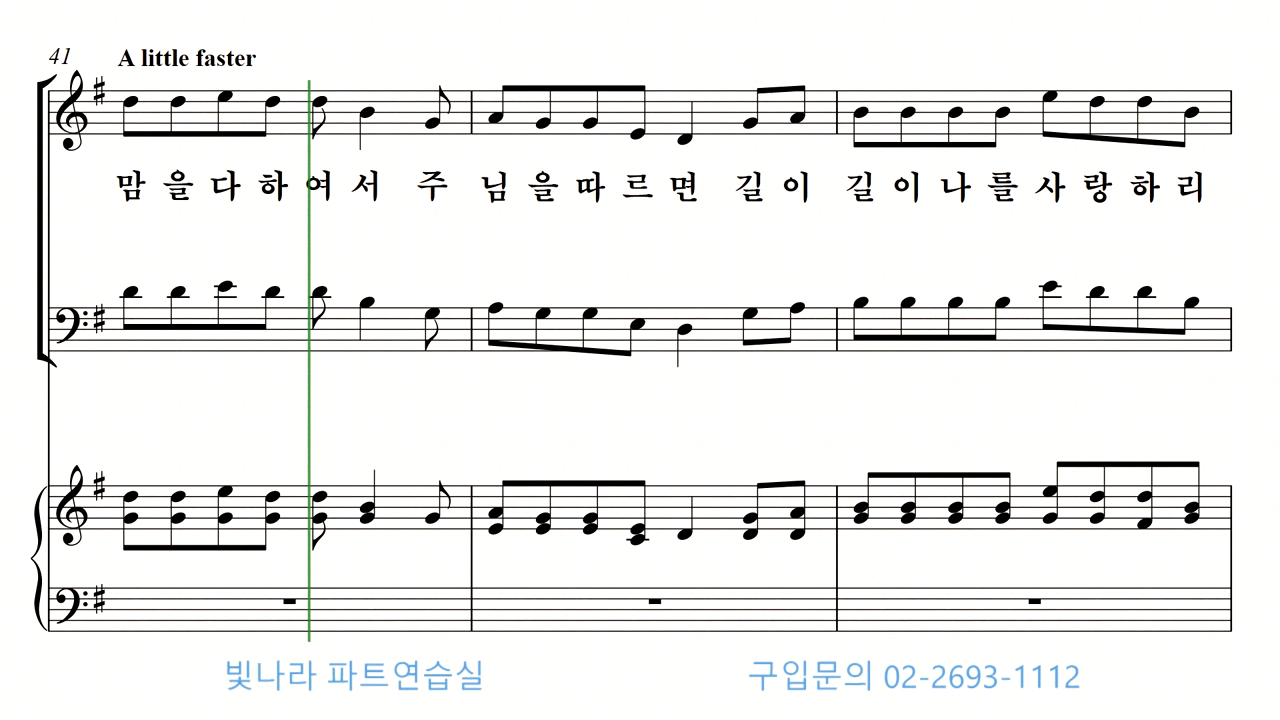 41 A little faster
맘 을 다 하 여 서 주 님 을 따 르 면 길 이 길 이 나 를 사 랑 하 리
빛나라 파트연습실 구입문의 02-2693-1112